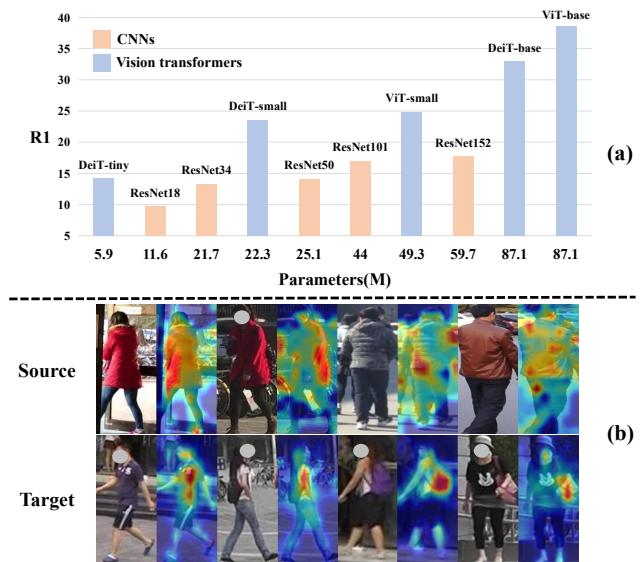 (a)
40
35
30
25
20
15
10
5
R1
CNNs
Vision transformers
DeiT-tiny
ResNet18
ResNet34
DeiT-small
ResNet50
ResNet101
ViT-small
ResNet152
DeiT-base
ViT-base
5.9 11.6 21.7 22.3 25.1 44 49.3 59.7 87.1 87.1
Parameters(M)
Source
Target
(b)